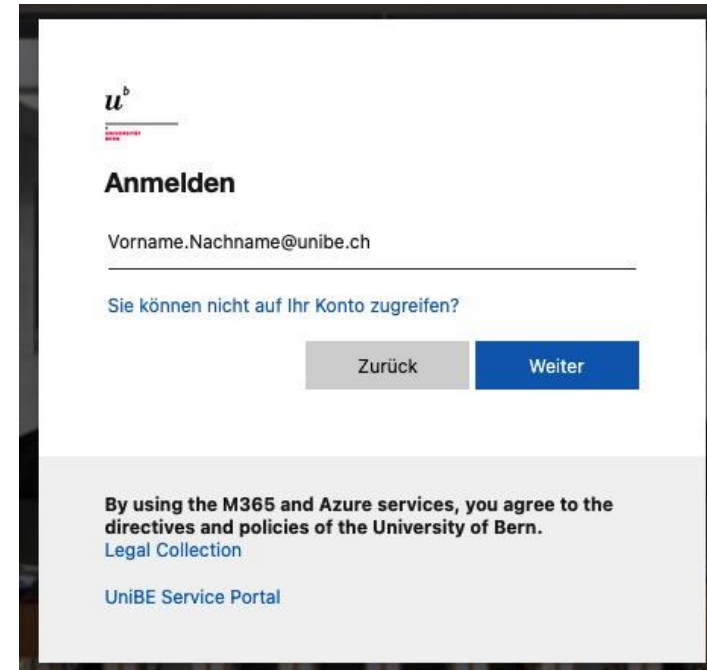 u^b
UNIVERSITÄT
BERN
Anmelden
Vorname.Nachname@unibe.ch
Sie können nicht auf Ihr Konto zugreifen?
Zurück Weiter
By using the M365 and Azure services, you agree to the
directives and policies of the University of Bern.
Legal Collection
UniBE Service Portal